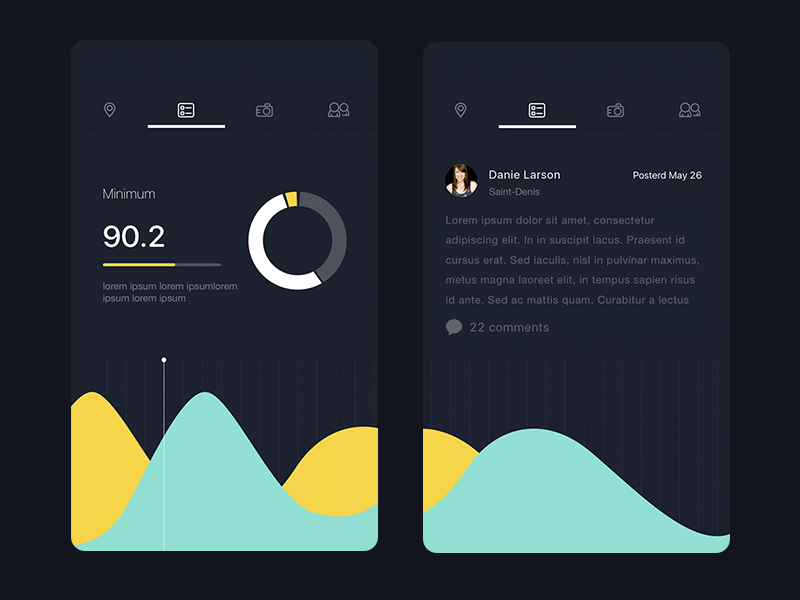 Minimum
90.2
lorem ipsum lorem ipsumlorem
ipsum lorem ipsum
Danie Larson
Posterd May 26
Saint-Denis
Lorem ipsum dolor sit amet, consectetur
adipiscing elit. In in suscipit lacus. Praesent id
cursus erat. Sed iaculis, nisl in pulvinar maximus,
metus magna laoreet elit, in tempus sapien risus
id ante. Sed ac mattis quam. Curabitur a lectus
22 comments